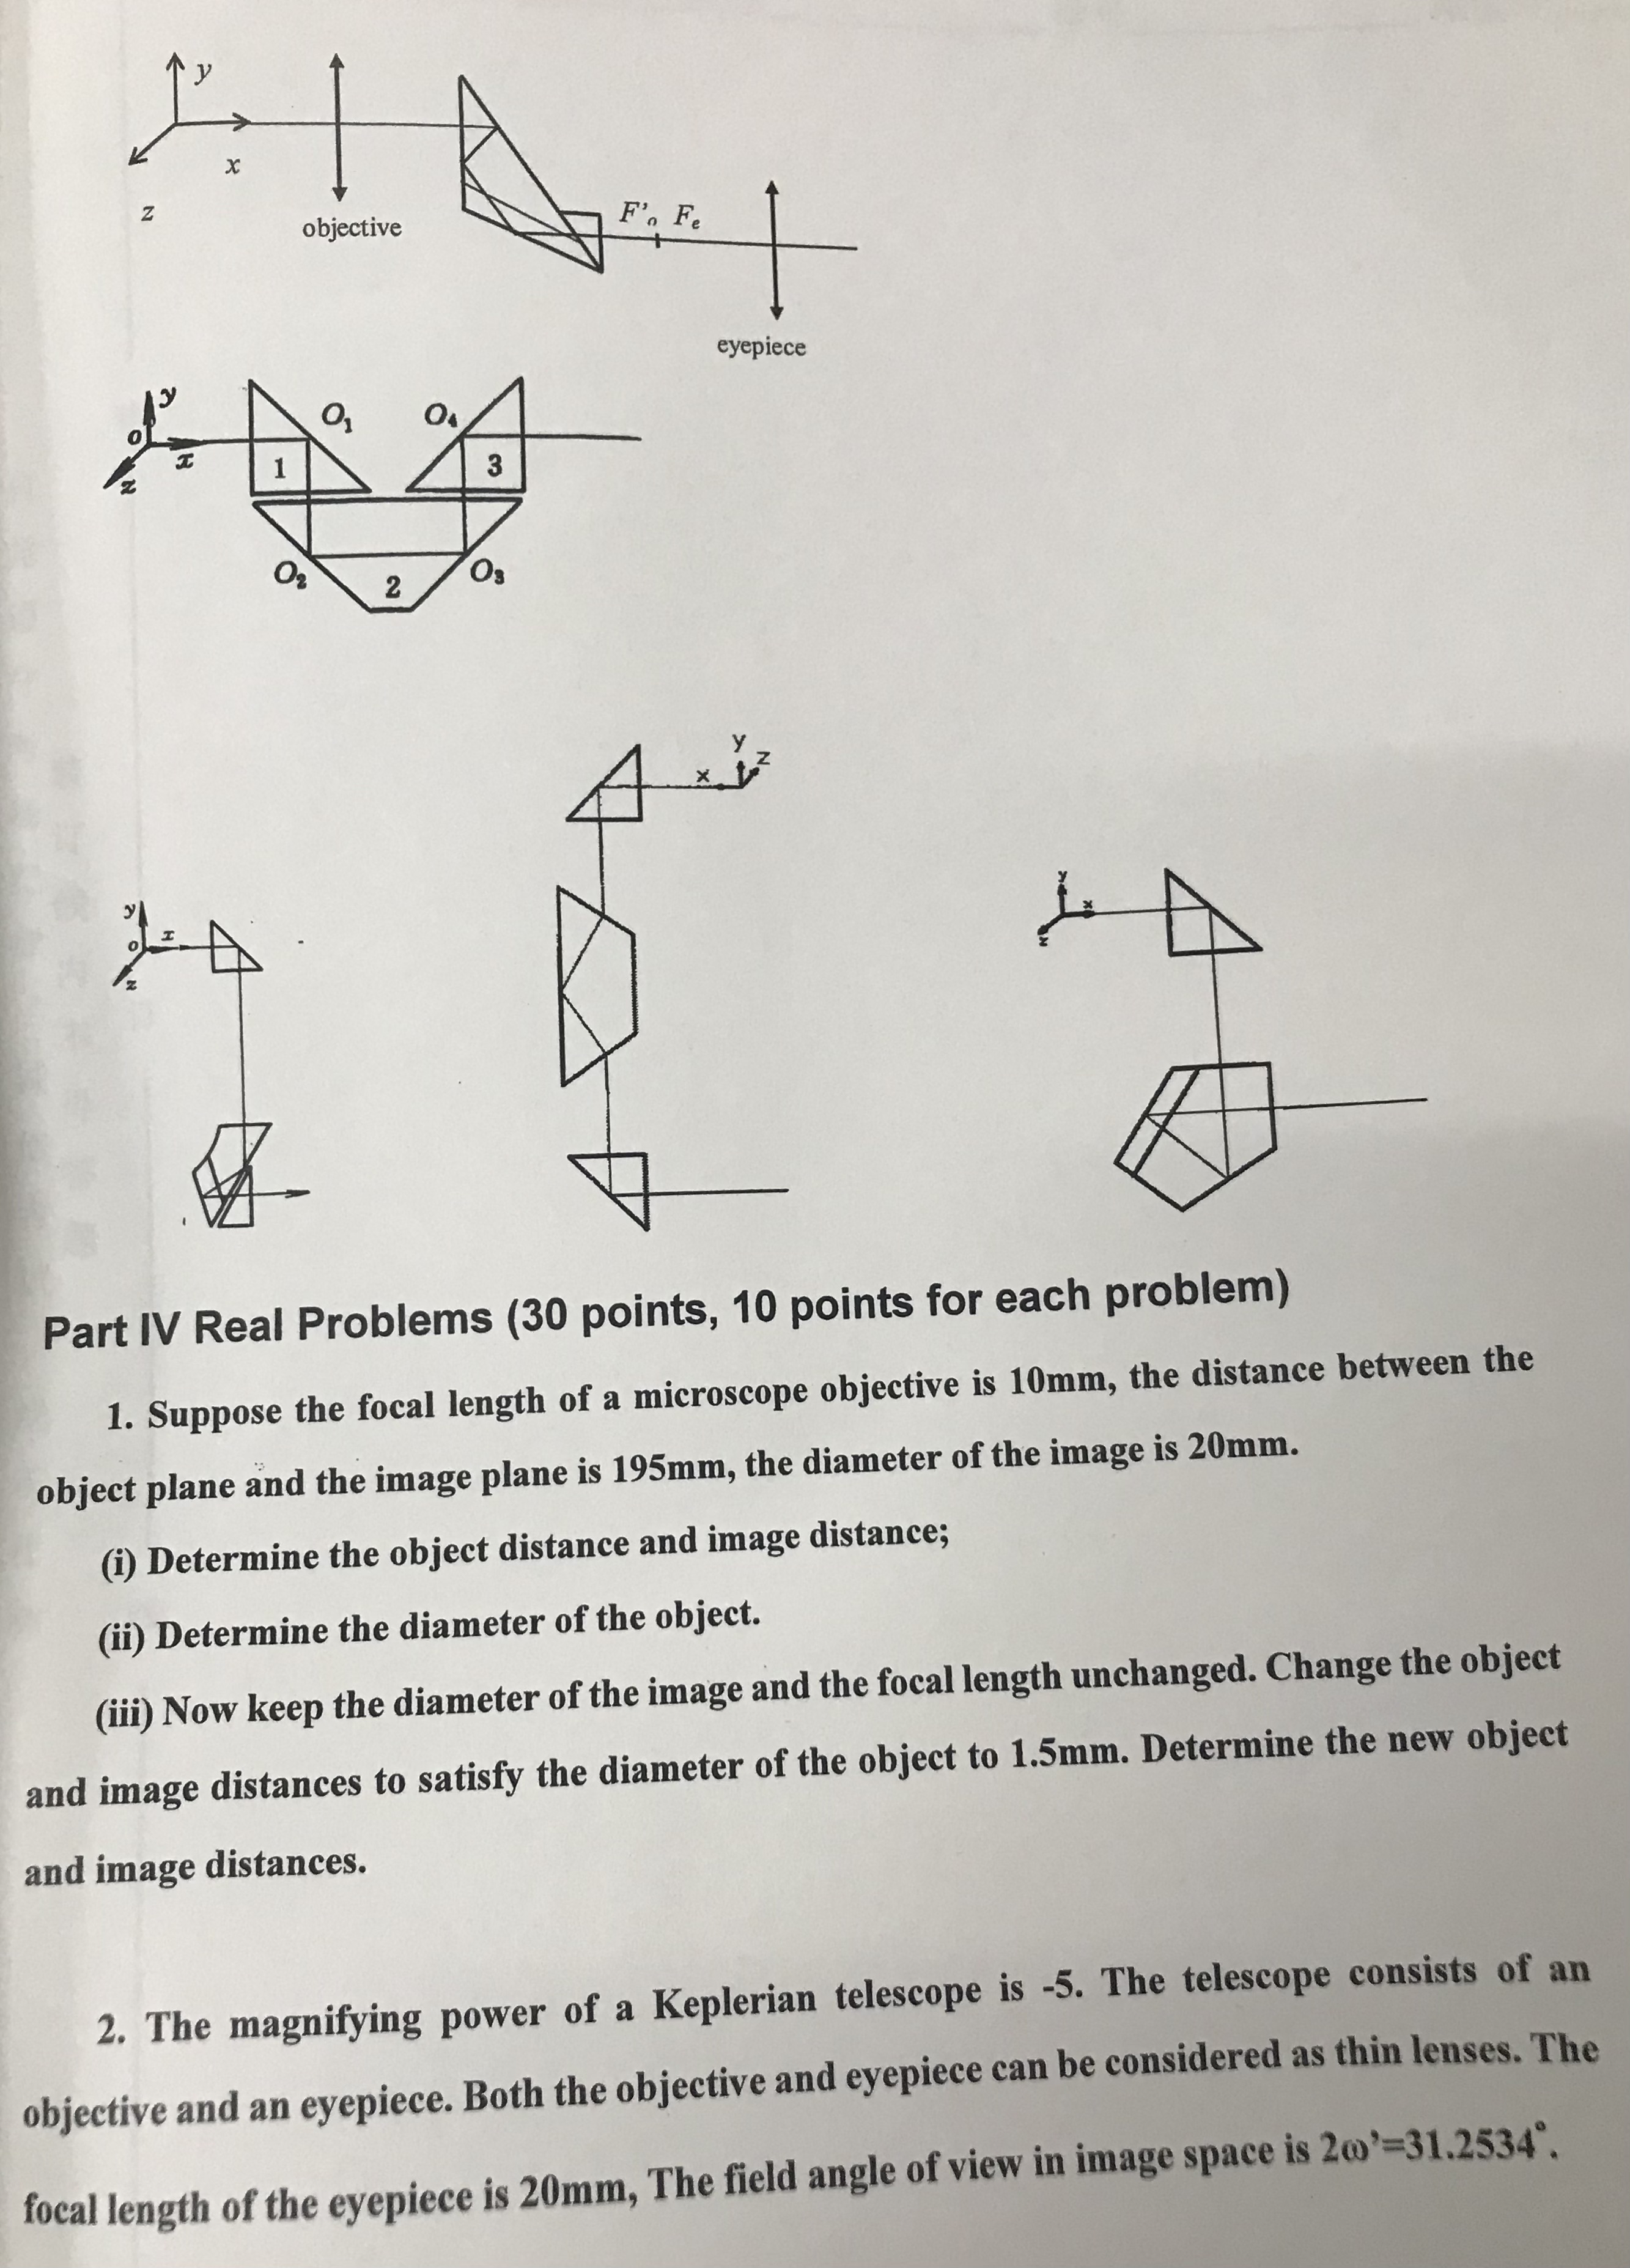 y
x
z
objective
F'o Fe
eyepiece
y
o
x
z
O1
O4
1
3
O2
2
O3
y
z
x
y
x
z
y
o
x
z
Part IV Real Problems (30 points, 10 points for each problem)
1. Suppose the focal length of a microscope objective is 10mm, the distance between the
object plane and the image plane is 195mm, the diameter of the image is 20mm.
(i) Determine the object distance and image distance;
(ii) Determine the diameter of the object.
(iii) Now keep the diameter of the image and the focal length unchanged. Change the object
and image distances to satisfy the diameter of the object to 1.5mm. Determine the new object
and image distances.
2. The magnifying power of a Keplerian telescope is -5. The telescope consists of an
objective and an eyepiece. Both the objective and eyepiece can be considered as thin lenses. The
focal length of the eyepiece is 20mm, The field angle of view in image space is 2ω'=31.2534°.